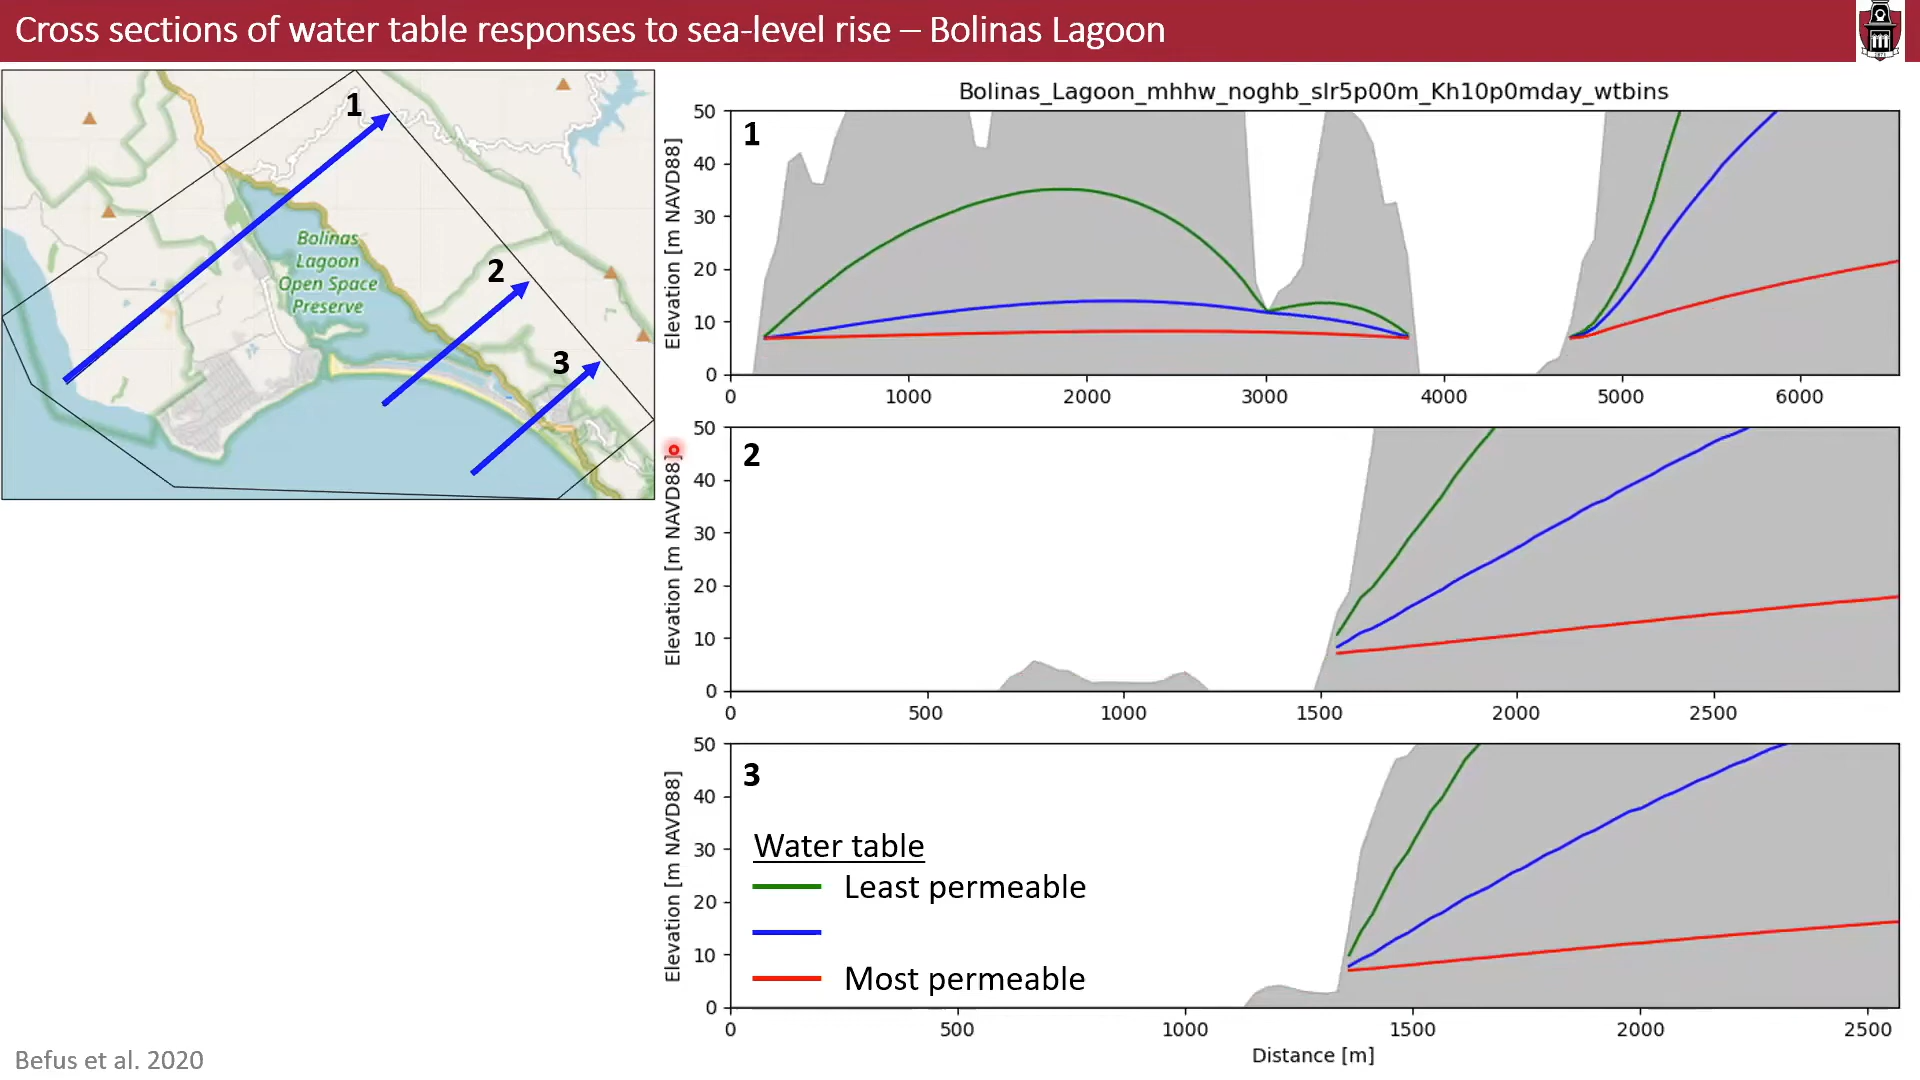 Cross sections of water table responses to sea-level rise – Bolinas Lagoon
1
2
3
Bolinas
Lagoon
Open Space
Preserve
Bolinas_Lagoon_mhhw_noghb_slr5p00m_Kh10p0mday_wtbins
1
Elevation [m NAVD88]
50
40
30
20
10
0
0 1000 2000 3000 4000 5000 6000
2
Elevation [m NAVD88]
50
40
30
20
10
0
0 500 1000 1500 2000 2500
3
Elevation [m NAVD88]
50
40
30
20
10
0
Water table
Least permeable
Most permeable
0 500 1000 1500 2000 2500
Distance [m]
Befus et al. 2020